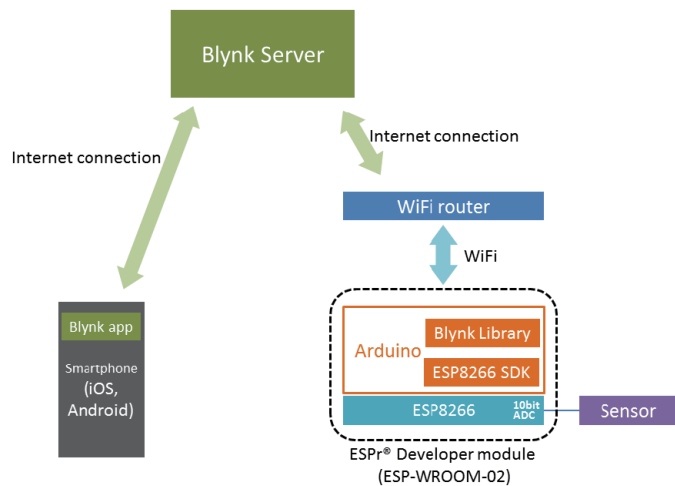 Blynk Server
Internet connection
Internet connection
WiFi router
WiFi
Blynk app
Smartphone
(iOS,
Android)
Arduino
Blynk Library
ESP8266 SDK
ESP8266
10bit
ADC
Sensor
ESPr® Developer module
(ESP-WROOM-02)